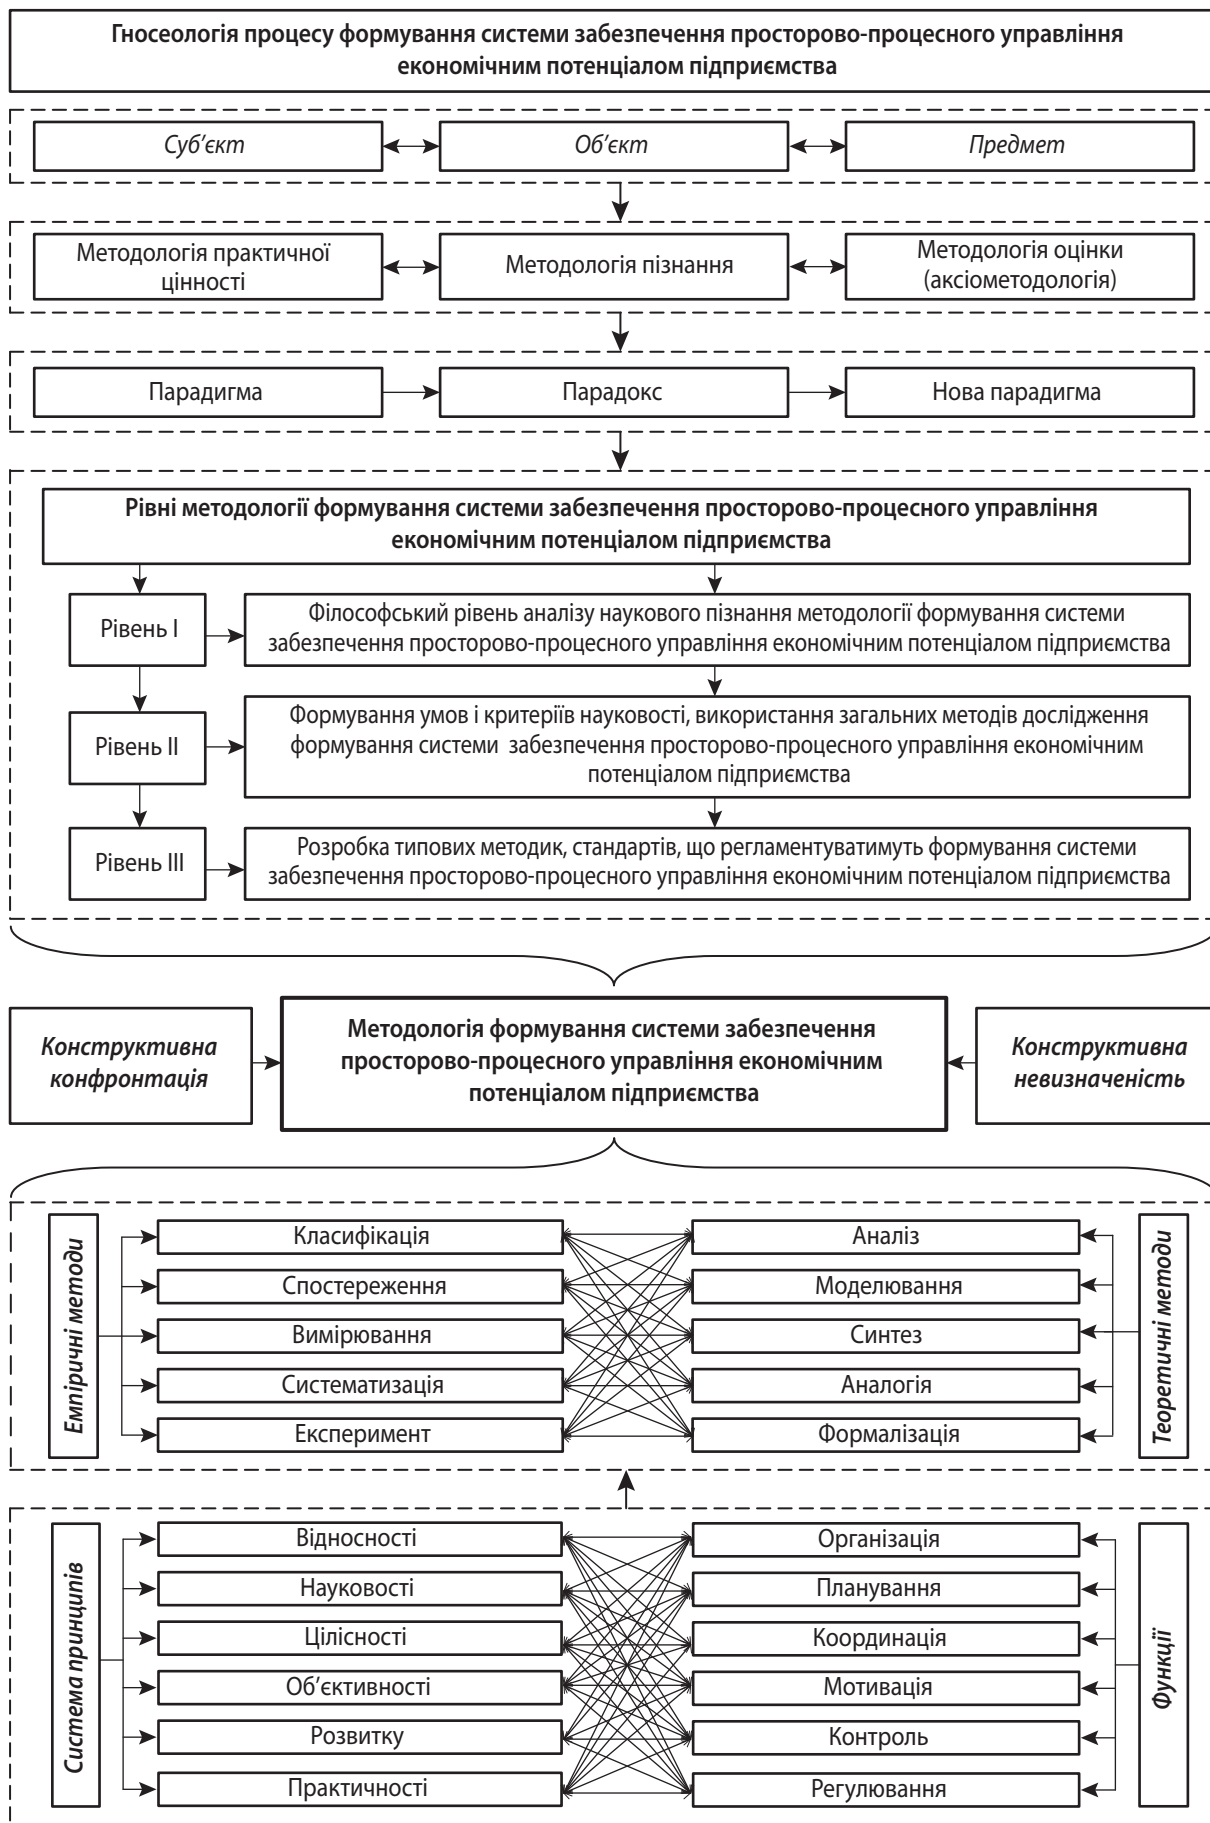 Гносеологія процесу формування системи забезпечення просторово-процесного управління
економічним потенціалом підприємства
Суб’єкт
Об’єкт
Предмет
Методологія практичної
цінності
Методологія пізнання
Методологія оцінки
(аксіометодологія)
Парадигма
Парадокс
Нова парадигма
Рівні методології формування системи забезпечення просторово-процесного управління
економічним потенціалом підприємства
Рівень I
Філософський рівень аналізу наукового пізнання методології формування системи
забезпечення просторово-процесного управління економічним потенціалом підприємства
Рівень II
Формування умов і критеріїв науковості, використання загальних методів дослідження
формування системи забезпечення просторово-процесного управління економічним
потенціалом підприємства
Рівень III
Розробка типових методик, стандартів, що регламентуватимуть формування системи
забезпечення просторово-процесного управління економічним потенціалом підприємства
Конструктивна
конфронтація
Методологія формування системи забезпечення
просторово-процесного управління економічним
потенціалом підприємства
Конструктивна
невизначеність
Емпіричні методи
Класифікація
Спостереження
Вимірювання
Систематизація
Експеримент
Аналіз
Моделювання
Синтез
Аналогія
Формалізація
Теоретичні методи
Система принципів
Відносності
Науковості
Цілісності
Об’єктивності
Розвитку
Практичності
Організація
Планування
Координація
Мотивація
Контроль
Регулювання
Функції